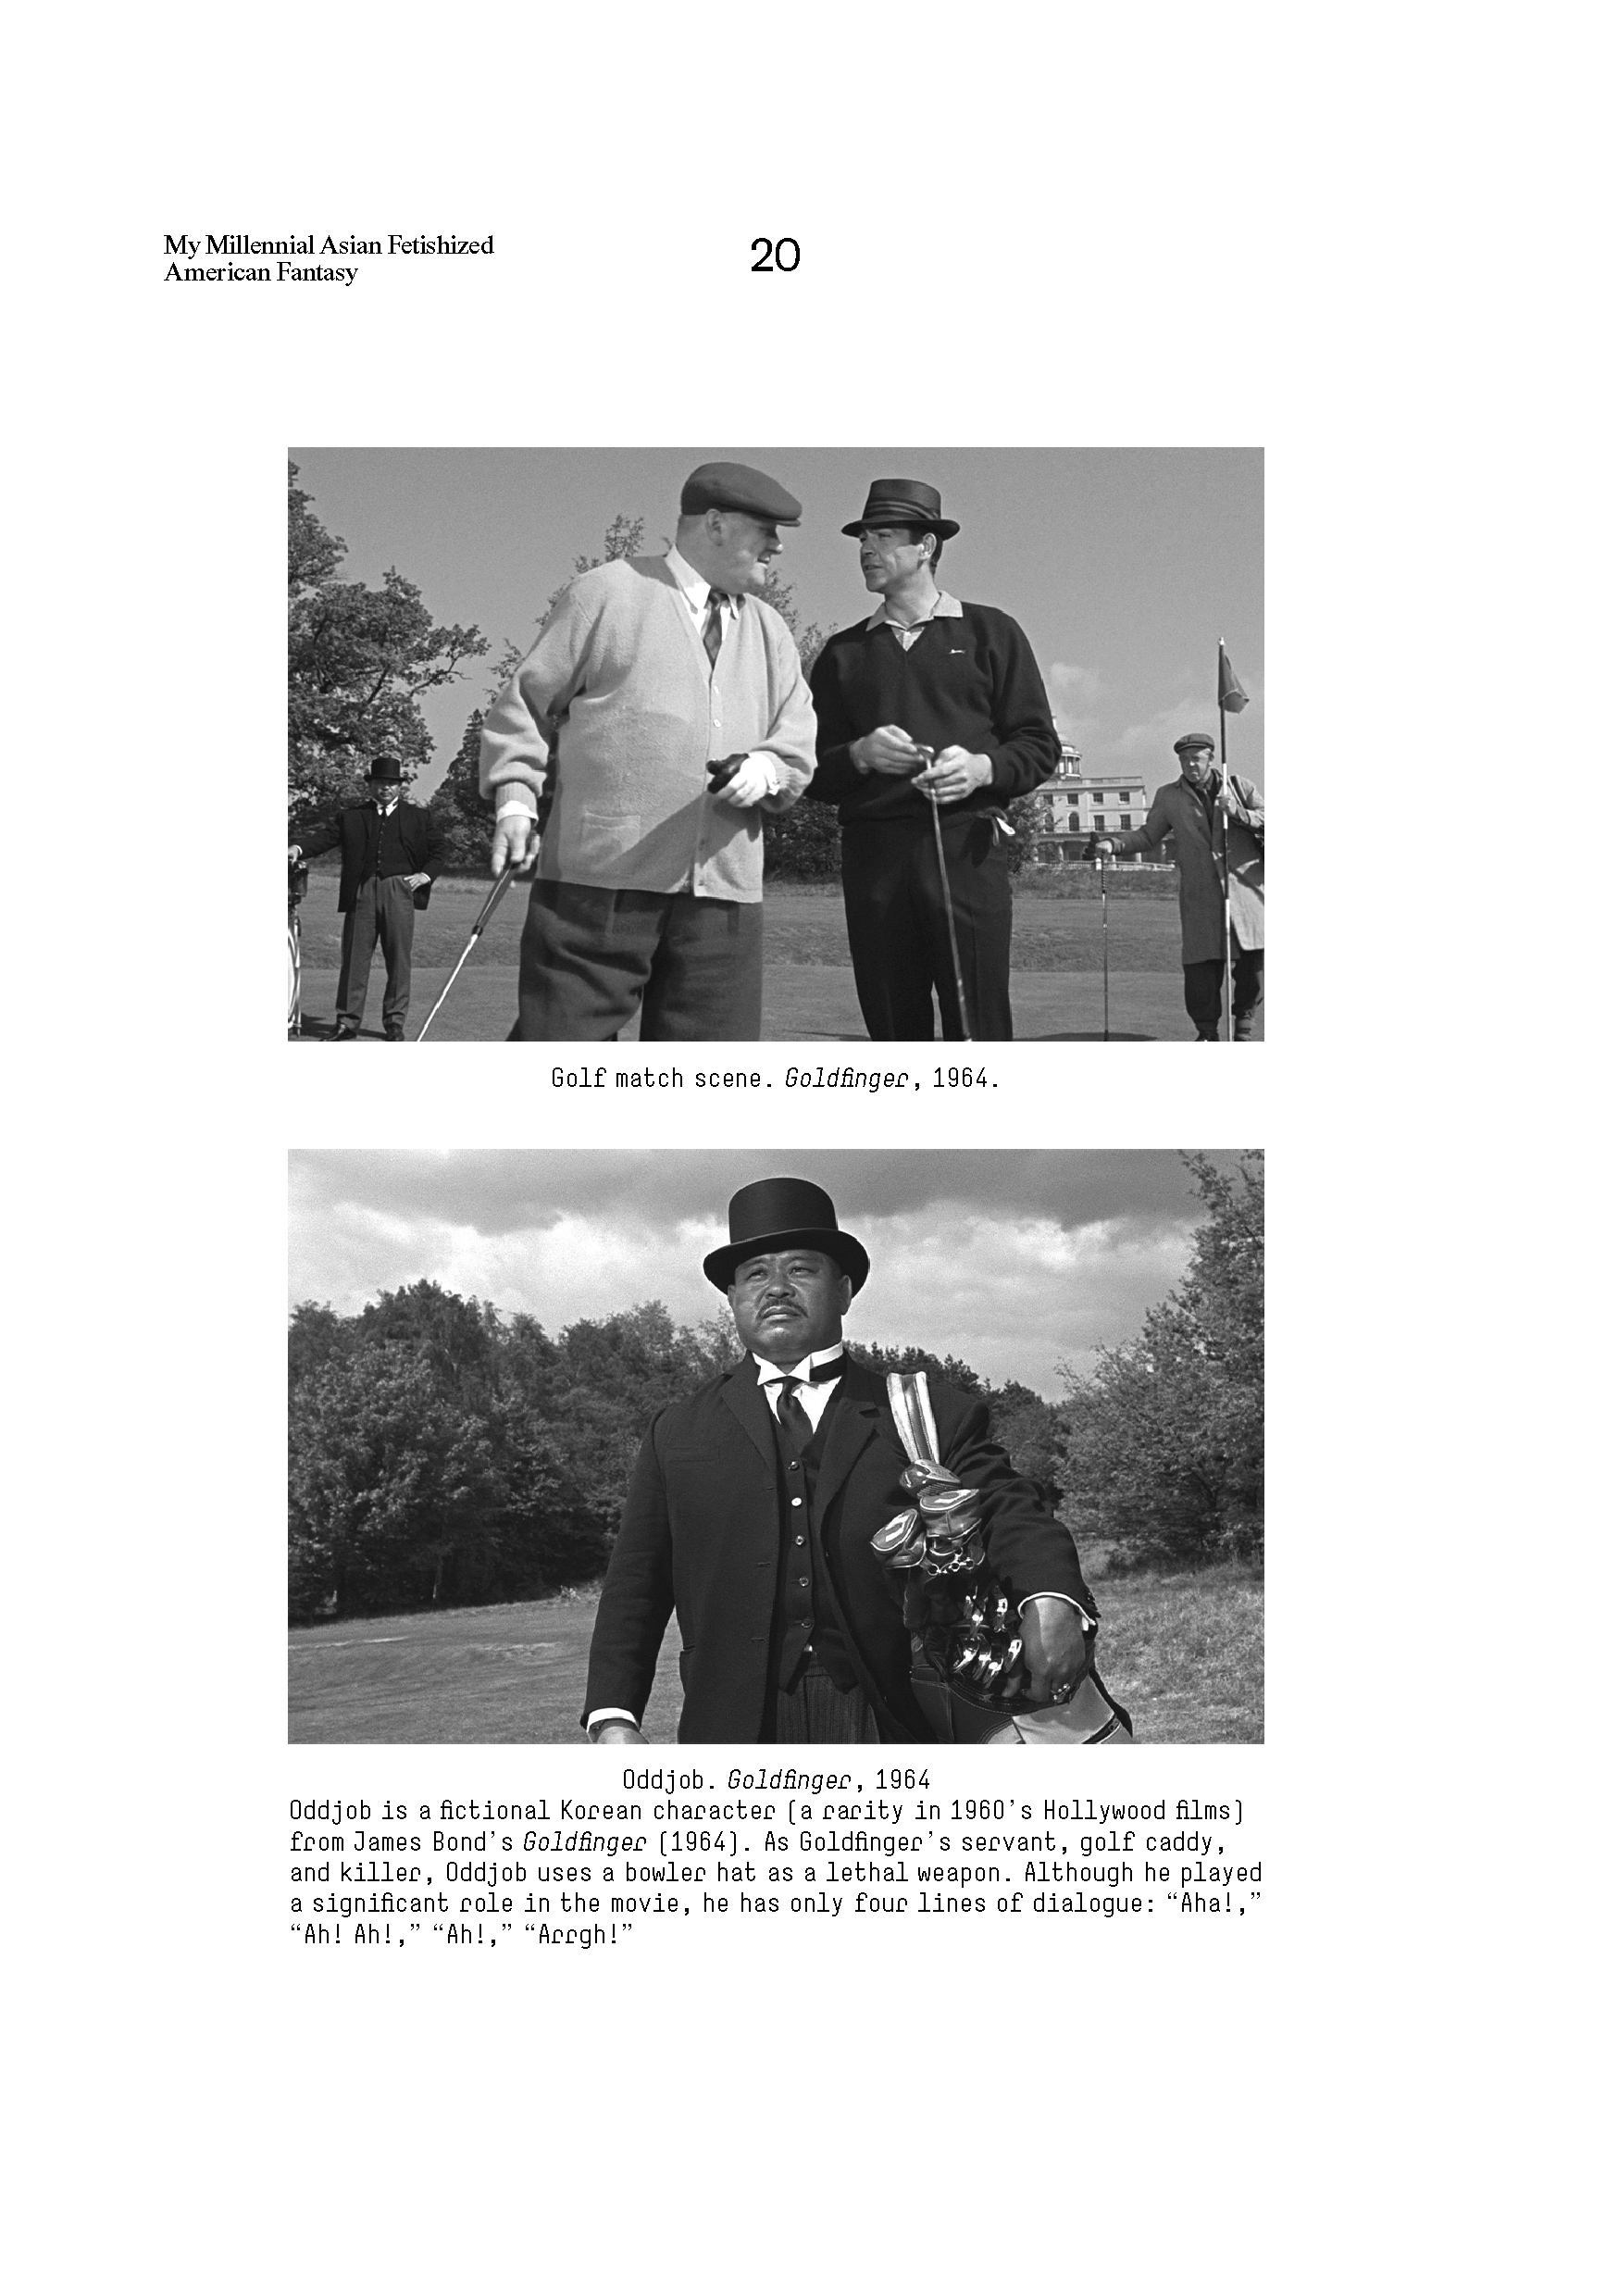 My Millennial Asian Fetishized
American Fantasy
20
Golf match scene. Goldfinger, 1964.
Oddjob. Goldfinger, 1964
Oddjob is a fictional Korean character (a rarity in 1960’s Hollywood films)
from James Bond’s Goldfinger (1964). As Goldfinger’s servant, golf caddy,
and killer, Oddjob uses a bowler hat as a lethal weapon. Although he played
a significant role in the movie, he has only four lines of dialogue: “Aha!,”
“Ah! Ah!,” “Ah!,” “Arrgh!”